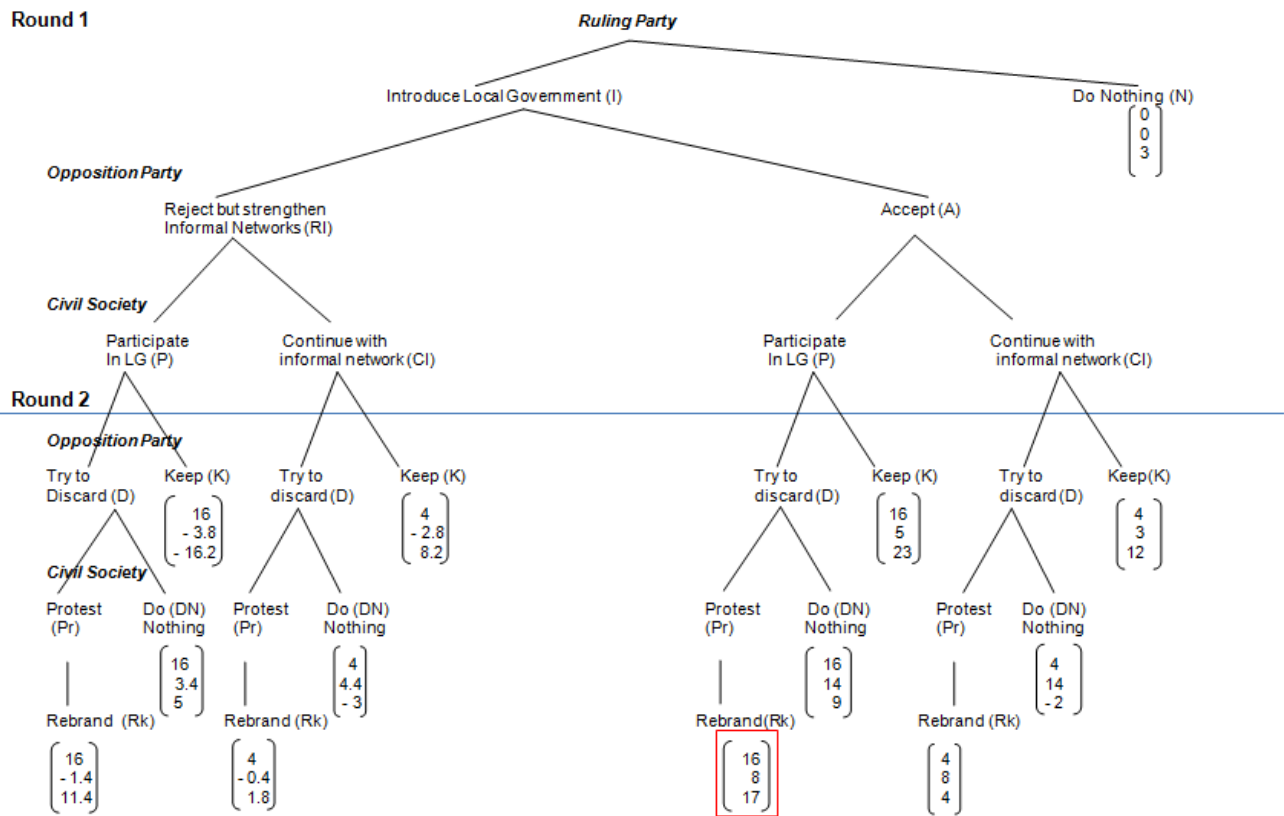 Round 1
Ruling Party
Introduce Local Government (I)
Do Nothing (N)
0
0
3
Opposition Party
Reject but strengthen
Informal Networks (RI)
Accept (A)
Civil Society
Participate
In LG (P)
Continue with
informal network (CI)
Participate
In LG (P)
Continue with
informal network (CI)
Round 2
Opposition Party
Try to
Discard (D)
Keep (K)
16
- 3.8
- 16.2
Try to
discard (D)
Keep (K)
4
- 2.8
8.2
Try to
discard (D)
Keep (K)
16
5
23
Try to
discard (D)
Keep (K)
4
3
12
Civil Society
Protest
(Pr)
Do (DN)
Nothing
16
3.4
5
Protest
(Pr)
Do (DN)
Nothing
4
4.4
- 3
Protest
(Pr)
Do (DN)
Nothing
16
14
9
Protest
(Pr)
Do (DN)
Nothing
4
14
- 2
Rebrand (Rk)
16
- 1.4
11.4
Rebrand (Rk)
4
- 0.4
1.8
Rebrand (Rk)
16
8
17
Rebrand (Rk)
4
8
4